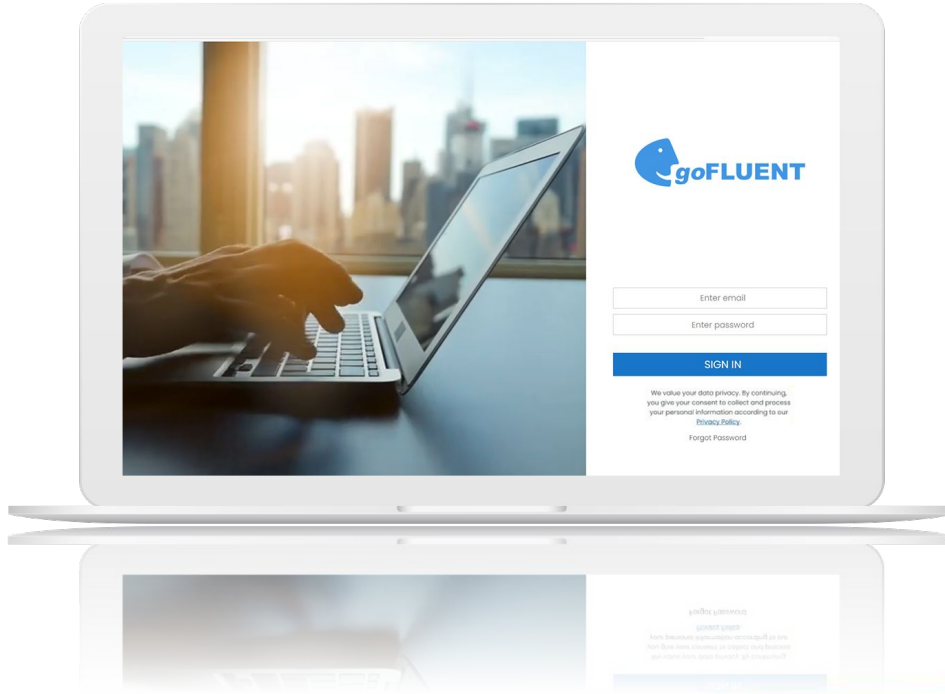 goFLUENT
Enter email
Enter password
SIGN IN
We value your data privacy. By continuing,
you give your consent to collect and process
your personal information according to our
Privacy Policy.
Forgot Password